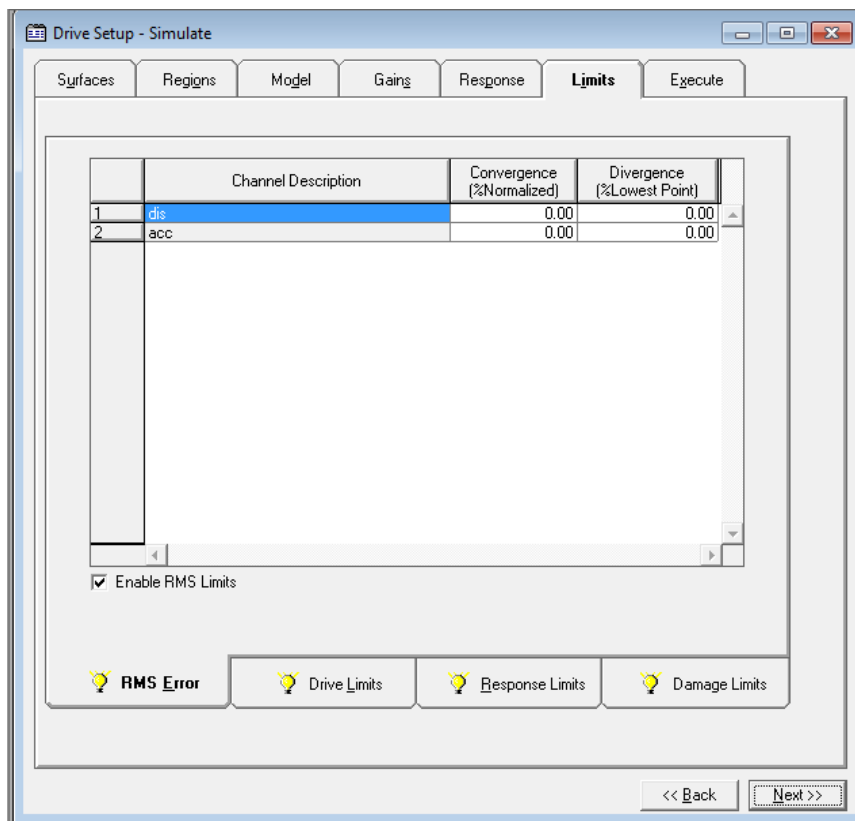 Drive Setup - Simulate
Surfaces Regions Model Gains Response Limits Execute
Channel Description Convergence (%Normalized) Divergence (%Lowest Point)
1 dis 0.00 0.00
2 acc 0.00 0.00
Enable RMS Limits
RMS Error Drive Limits Response Limits Damage Limits
<< Back Next >>